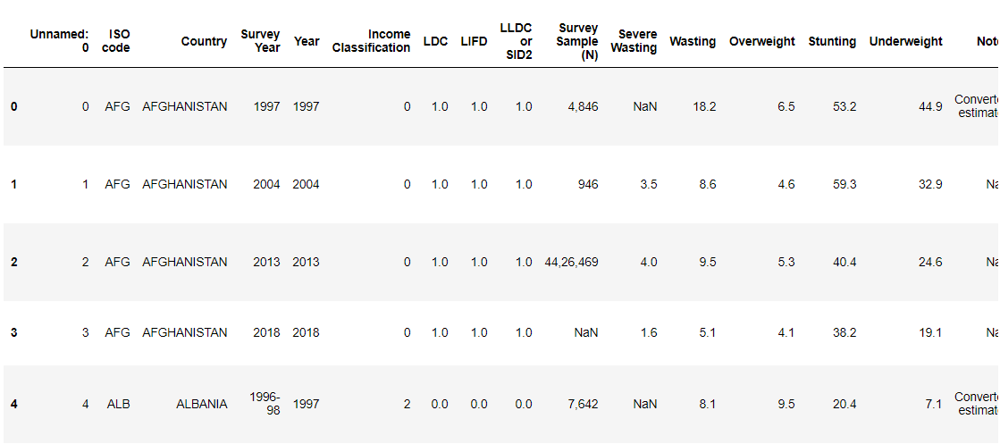 Unnamed: 0 ISO code Country Survey Year Year Income Classification LDC LIFD LLDC or SID2 Survey Sample (N) Severe Wasting Wasting Overweight Stunting Underweight Not
0 0 AFG AFGHANISTAN 1997 1997 0 1.0 1.0 1.0 4,846 NaN 18.2 6.5 53.2 44.9 Convert estimat
1 1 AFG AFGHANISTAN 2004 2004 0 1.0 1.0 1.0 946 3.5 8.6 4.6 59.3 32.9 Na
2 2 AFG AFGHANISTAN 2013 2013 0 1.0 1.0 1.0 44,26,469 4.0 9.5 5.3 40.4 24.6 Na
3 3 AFG AFGHANISTAN 2018 2018 0 1.0 1.0 1.0 NaN 1.6 5.1 4.1 38.2 19.1 Na
4 4 ALB ALBANIA 1996-98 1997 2 0.0 0.0 0.0 7,642 NaN 8.1 9.5 20.4 7.1 Convert estimat